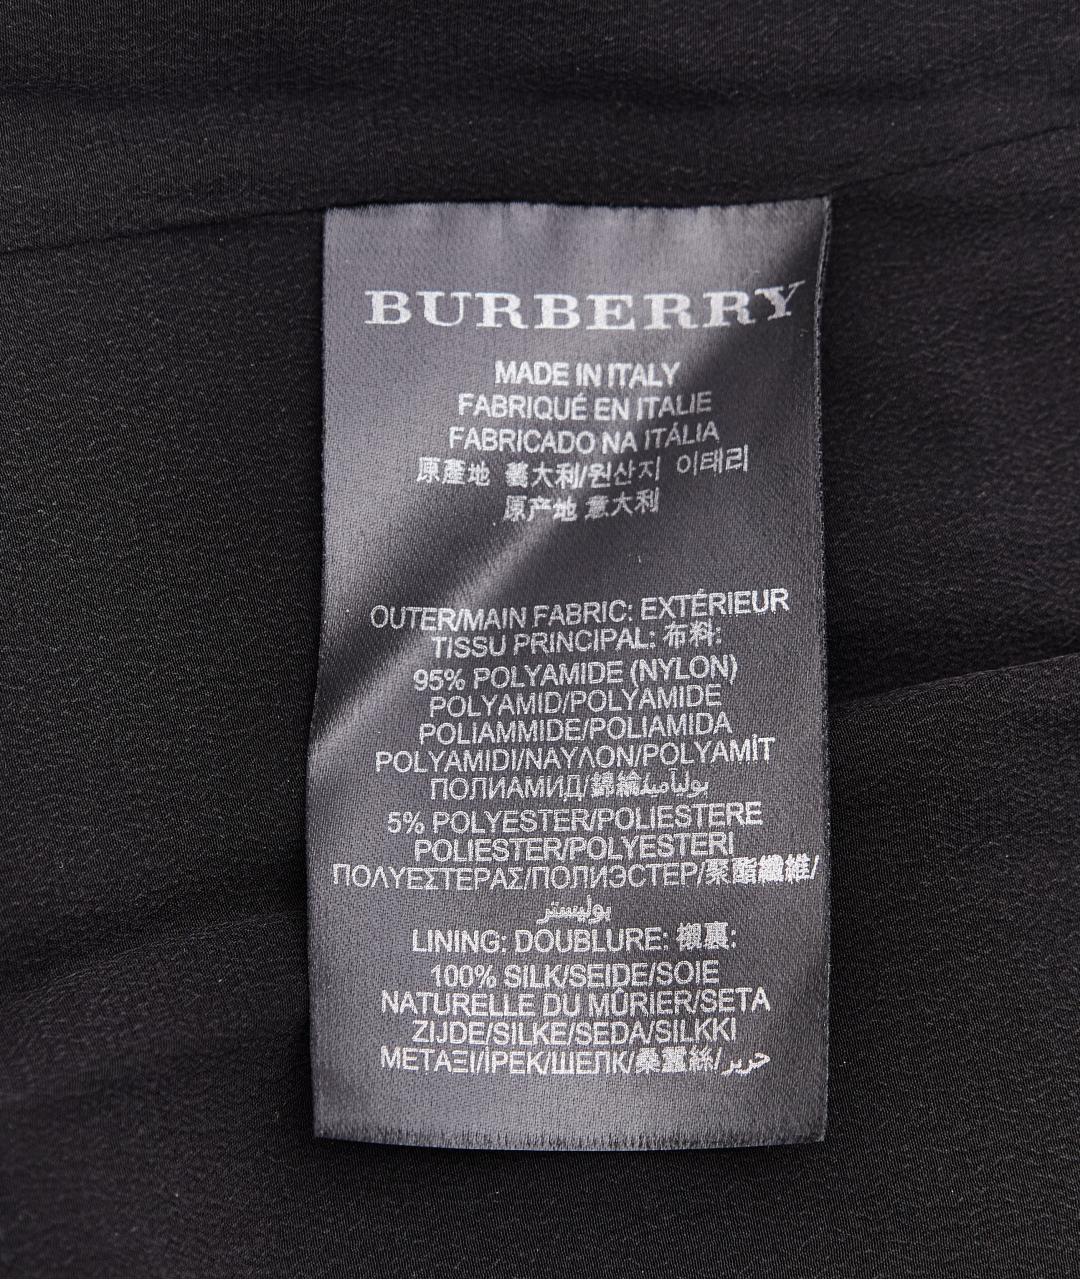 BURBERRY
MADE IN ITALY
FABRIQUÉ EN ITALIE
FABRICADO NA ITÁLIA
原產地 義大利/원산지 이태리
原产地 意大利
OUTER/MAIN FABRIC: EXTÉRIEUR
TISSU PRINCIPAL: 布料:
95% POLYAMIDE (NYLON)
POLYAMID/POLYAMIDE
POLIAMMIDE/POLIAMIDA
POLYAMIDI/ΝΑΥΛΟΝ/POLYAMİT
ПОЛИАМИД/錦綸/بولیآمید
5% POLYESTER/POLIESTERE
POLIESTER/POLYESTERI
ΠΟΛΥΕΣΤΕΡΑΣ/ПОЛИЭСТЕР/聚酯纖維/
بولیستر
LINING: DOUBLURE: 襯裏:
100% SILK/SEIDE/SOIE
NATURELLE DU MÛRIER/SETA
ZIJDE/SILKE/SEDA/SILKKI
ΜΕΤΑΞΙ/İPEK/ШЕЛК/桑蠶絲/حریر